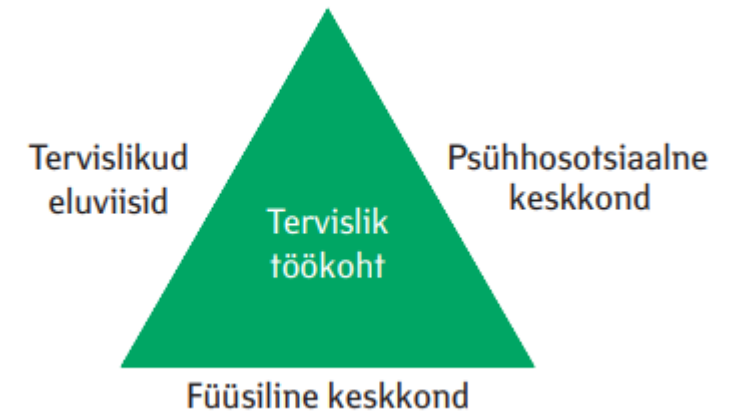 Tervislikud
eluviisid
Psühhosotsiaalne
keskkond
Tervislik
töökoht
Füüsiline keskkond